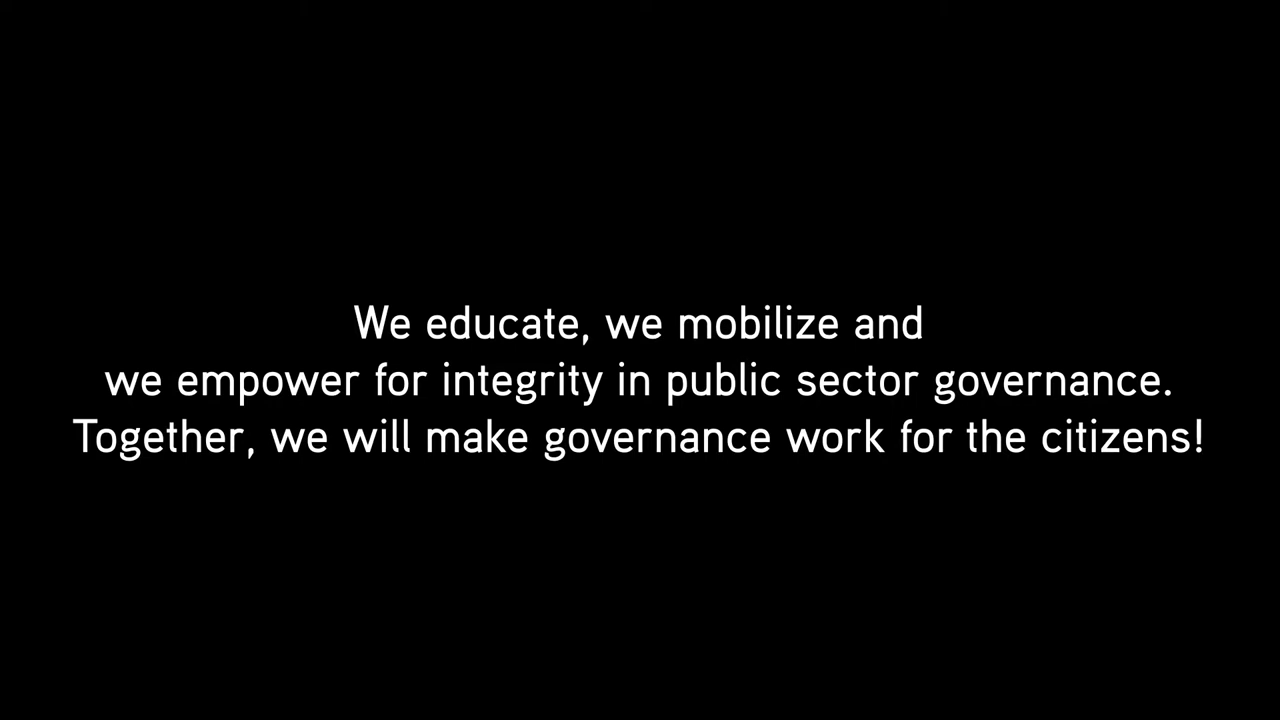 We educate, we mobilize and
we empower for integrity in public sector governance.
Together, we will make governance work for the citizens!